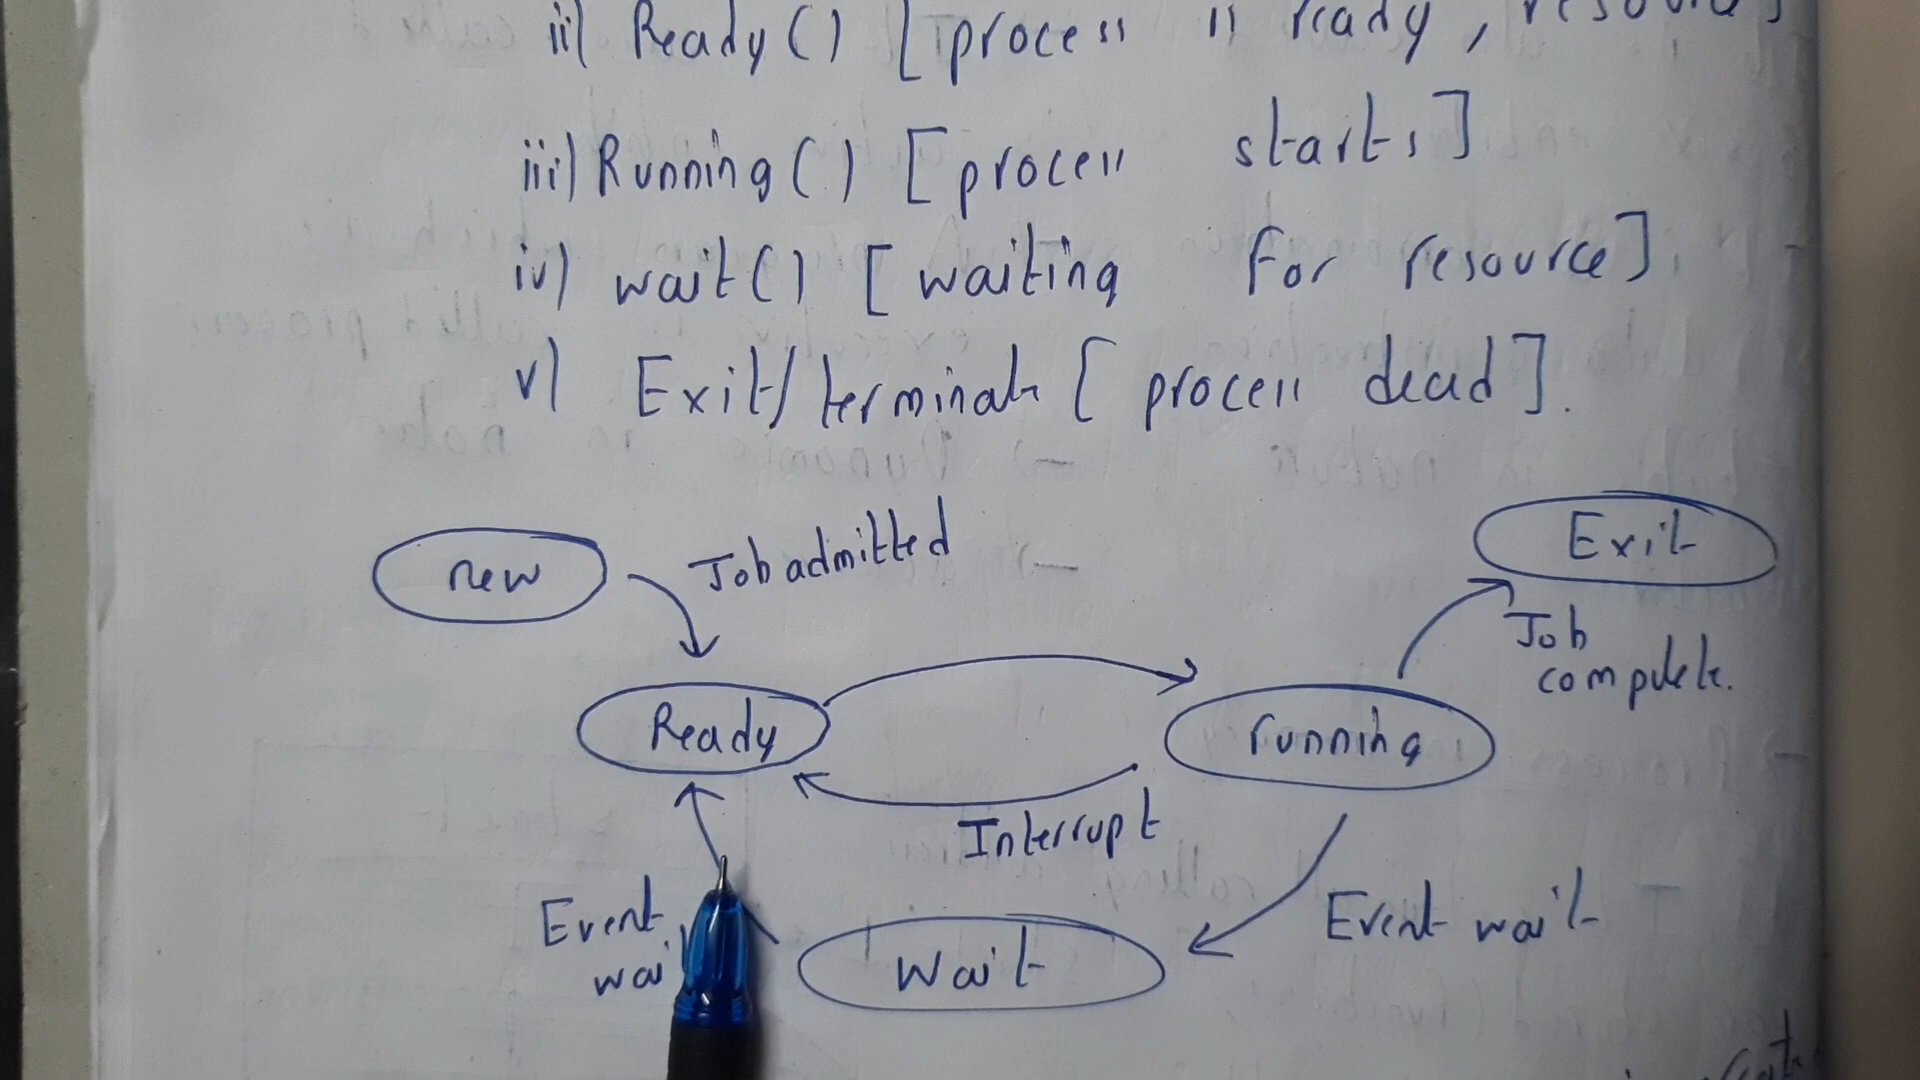 ii) Ready() [process is ready, resource
iii) Running() [process starts]
iv) wait() [waiting for resource]
v) Exit/terminate [process dead].
new
Job admitted
Exit
Job
complete.
Ready
running
Interrupt
Event
Event wait
Wait